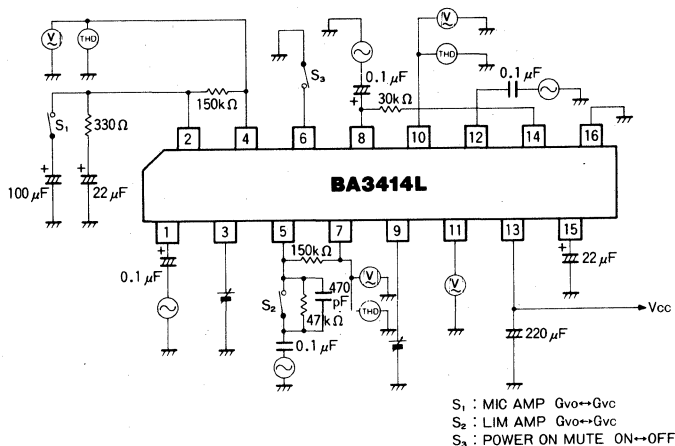 V
THD
V
THD
0.1μF
0.1μF
S₃
150kΩ
30kΩ
S₁
330Ω
100μF
22μF
2
4
6
8
10
12
14
16
BA3414L
1
3
5
7
9
11
13
15
0.1μF
150kΩ
S₂
470
pF
47kΩ
0.1μF
V
THD
V
22μF
Vcc
220μF
S₁ : MIC AMP Gvo↔Gvc
S₂ : LIM AMP Gvo↔Gvc
S₃ : POWER ON MUTE ON↔OFF